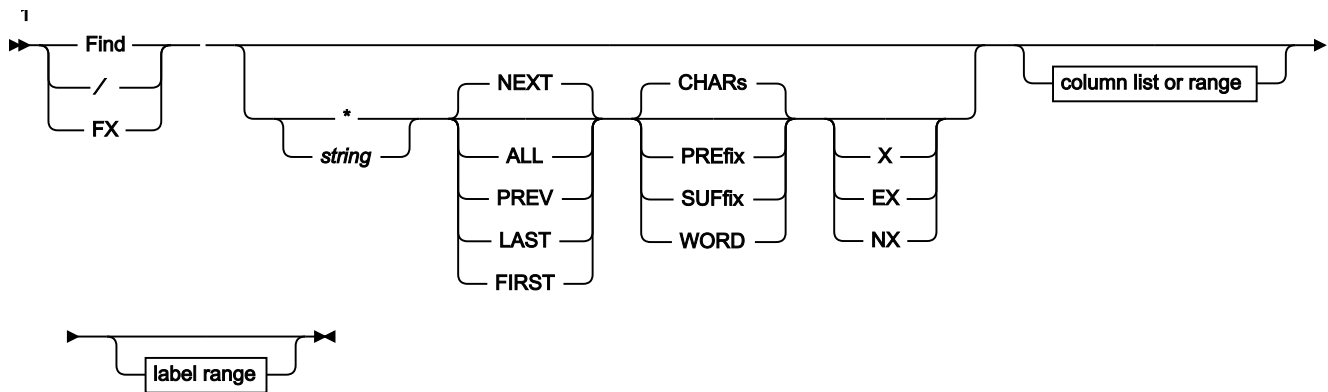 Find
/
FX
*
string
NEXT
ALL
PREV
LAST
FIRST
CHARs
PREfix
SUFfix
WORD
X
EX
NX
column list or range
label range